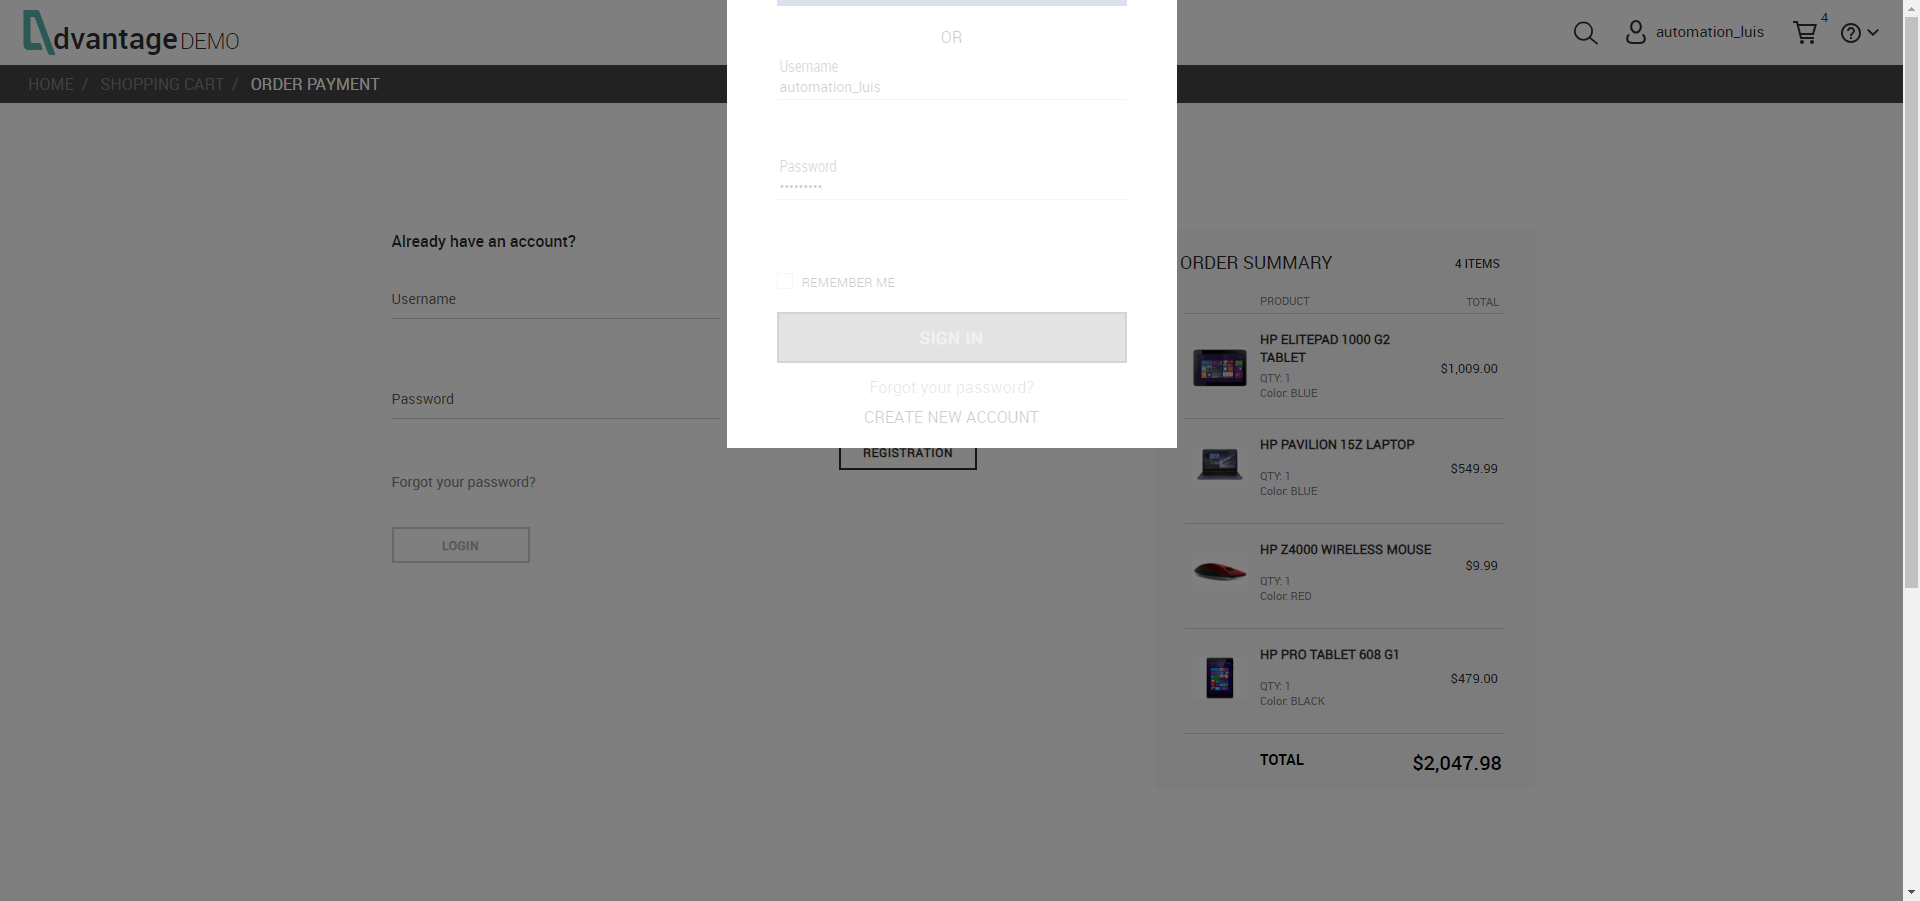 dvantage DEMO
automation_luis
4
HOME / SHOPPING CART / ORDER PAYMENT
OR
Username
automation_luis
Password
•••••••••
REMEMBER ME
SIGN IN
Forgot your password?
CREATE NEW ACCOUNT
Already have an account?
Username
Password
Forgot your password?
LOGIN
REGISTRATION
ORDER SUMMARY
4 ITEMS
PRODUCT TOTAL
HP ELITEPAD 1000 G2
TABLET
QTY: 1
Color: BLUE
$1,009.00
HP PAVILION 15Z LAPTOP
QTY: 1
Color: BLUE
$549.99
HP Z4000 WIRELESS MOUSE
QTY: 1
Color: RED
$9.99
HP PRO TABLET 608 G1
QTY: 1
Color: BLACK
$479.00
TOTAL $2,047.98